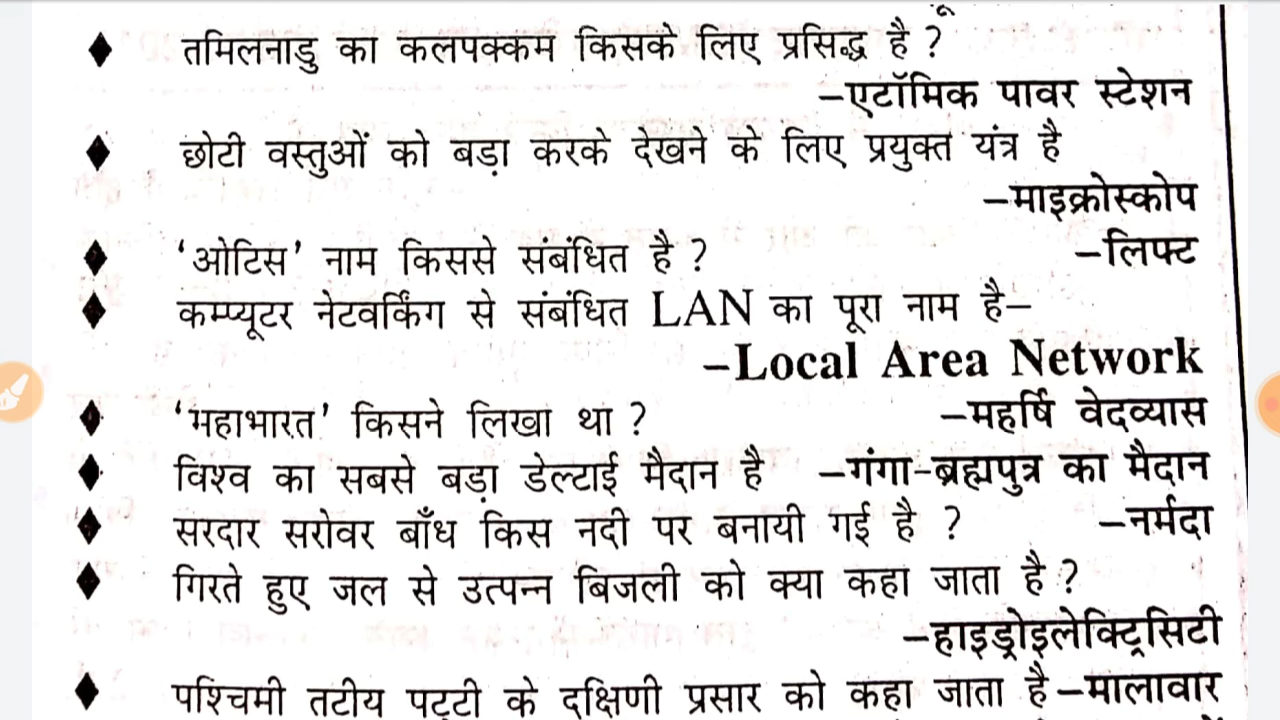 तमिलनाडु का कलपक्कम किसके लिए प्रसिद्ध है ?
–एटॉमिक पावर स्टेशन
छोटी वस्तुओं को बड़ा करके देखने के लिए प्रयुक्त यंत्र है
–माइक्रोस्कोप
‘ओटिस’ नाम किससे संबंधित है ? –लिफ्ट
कम्प्यूटर नेटवर्किंग से संबंधित LAN का पूरा नाम है–
–Local Area Network
‘महाभारत’ किसने लिखा था ? –महर्षि वेदव्यास
विश्व का सबसे बड़ा डेल्टाई मैदान है –गंगा-ब्रह्मपुत्र का मैदान
सरदार सरोवर बाँध किस नदी पर बनायी गई है ? –नर्मदा
गिरते हुए जल से उत्पन्न बिजली को क्या कहा जाता है ?
–हाइड्रोइलेक्ट्रिसिटी
पश्चिमी तटीय पट्टी के दक्षिणी प्रसार को कहा जाता है–मालावार